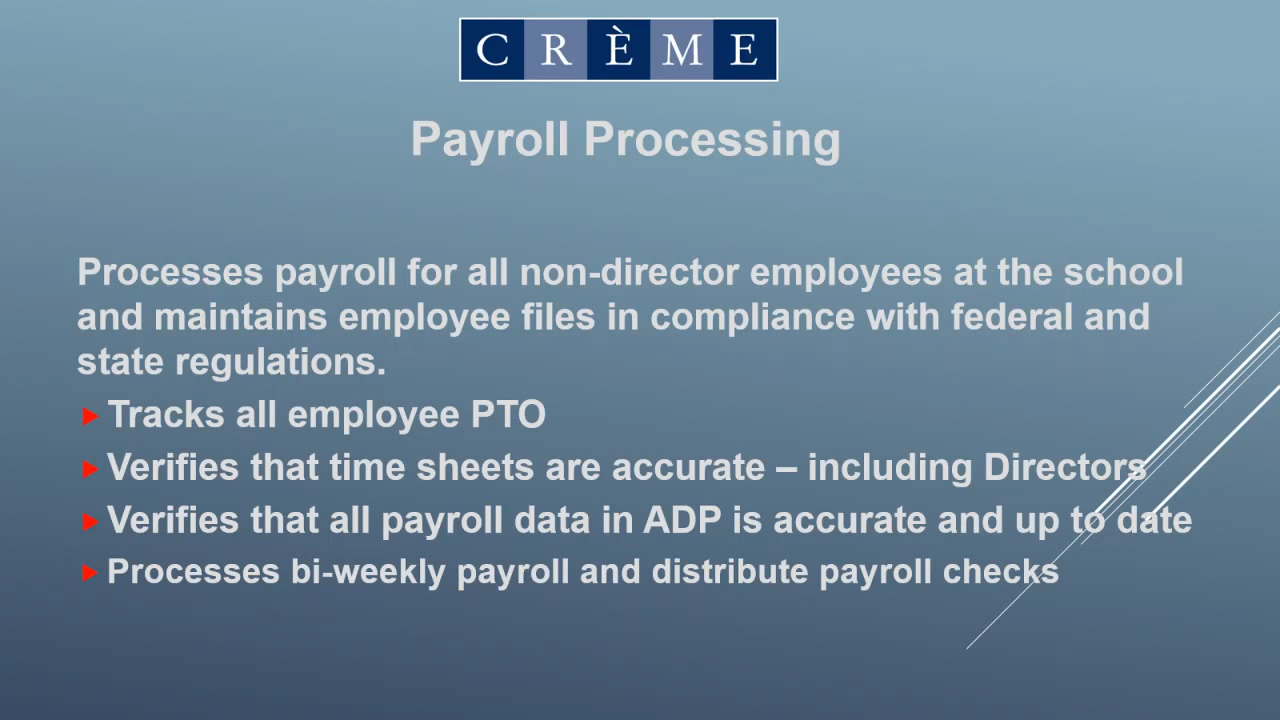 CRÈME
Payroll Processing
Processes payroll for all non-director employees at the school
and maintains employee files in compliance with federal and
state regulations.
Tracks all employee PTO
Verifies that time sheets are accurate – including Directors
Verifies that all payroll data in ADP is accurate and up to date
Processes bi-weekly payroll and distribute payroll checks